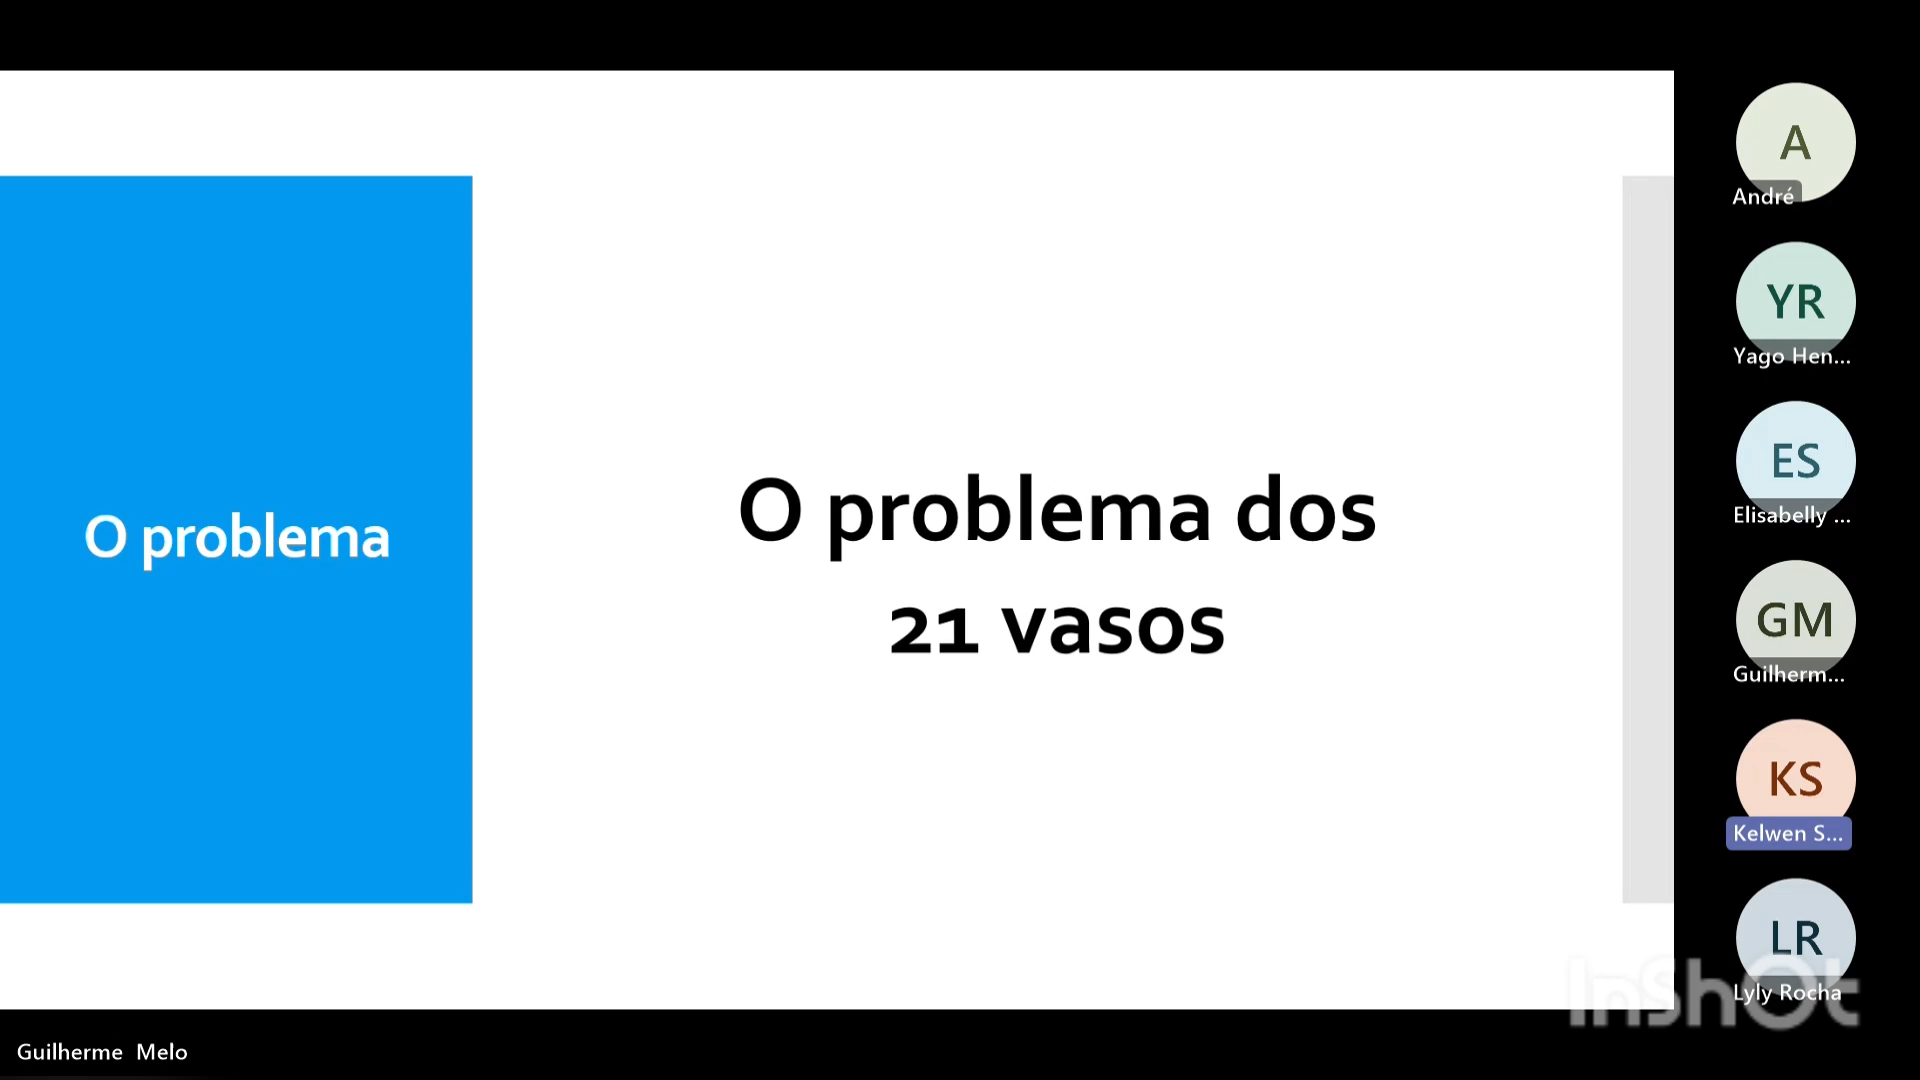 O problema
O problema dos
21 vasos
A
André
YR
Yago Hen...
ES
Elisabelly ...
GM
Guilherm...
KS
Kelwen S...
LR
Lyly Rocha
InShOt
Guilherme Melo